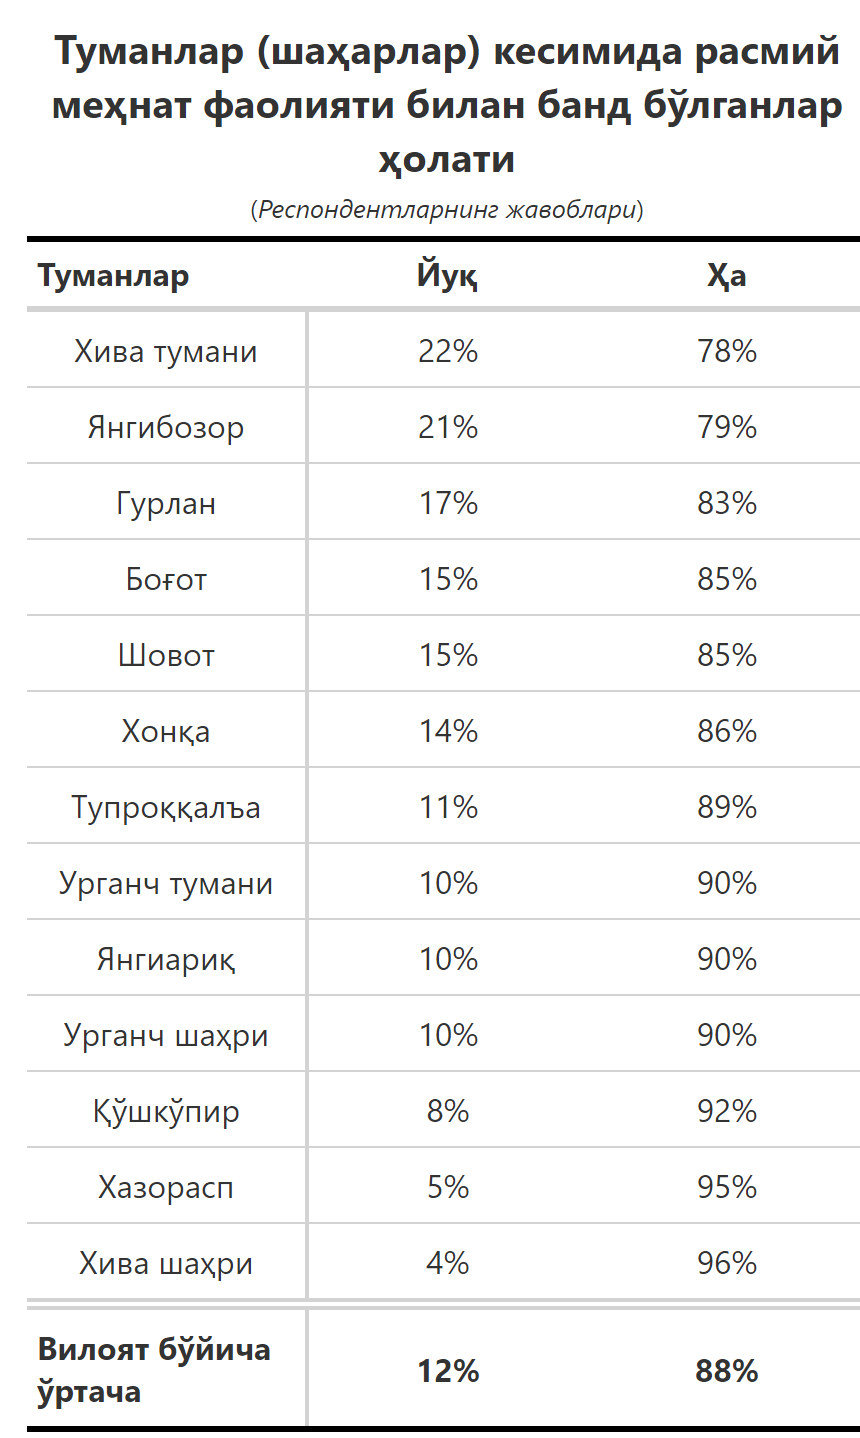 Туманлар (шаҳарлар) кесимида расмий
меҳнат фаолияти билан банд бўлганлар
ҳолати
(Респондентларнинг жавоблари)
Туманлар Йуқ Ҳа
Хива тумани 22% 78%
Янгибозор 21% 79%
Гурлан 17% 83%
Боғот 15% 85%
Шовот 15% 85%
Хонқа 14% 86%
Тупроққалъа 11% 89%
Урганч тумани 10% 90%
Янгиариқ 10% 90%
Урганч шаҳри 10% 90%
Қўшкўпир 8% 92%
Хазорасп 5% 95%
Хива шаҳри 4% 96%
Вилоят бўйича
ўртача 12% 88%